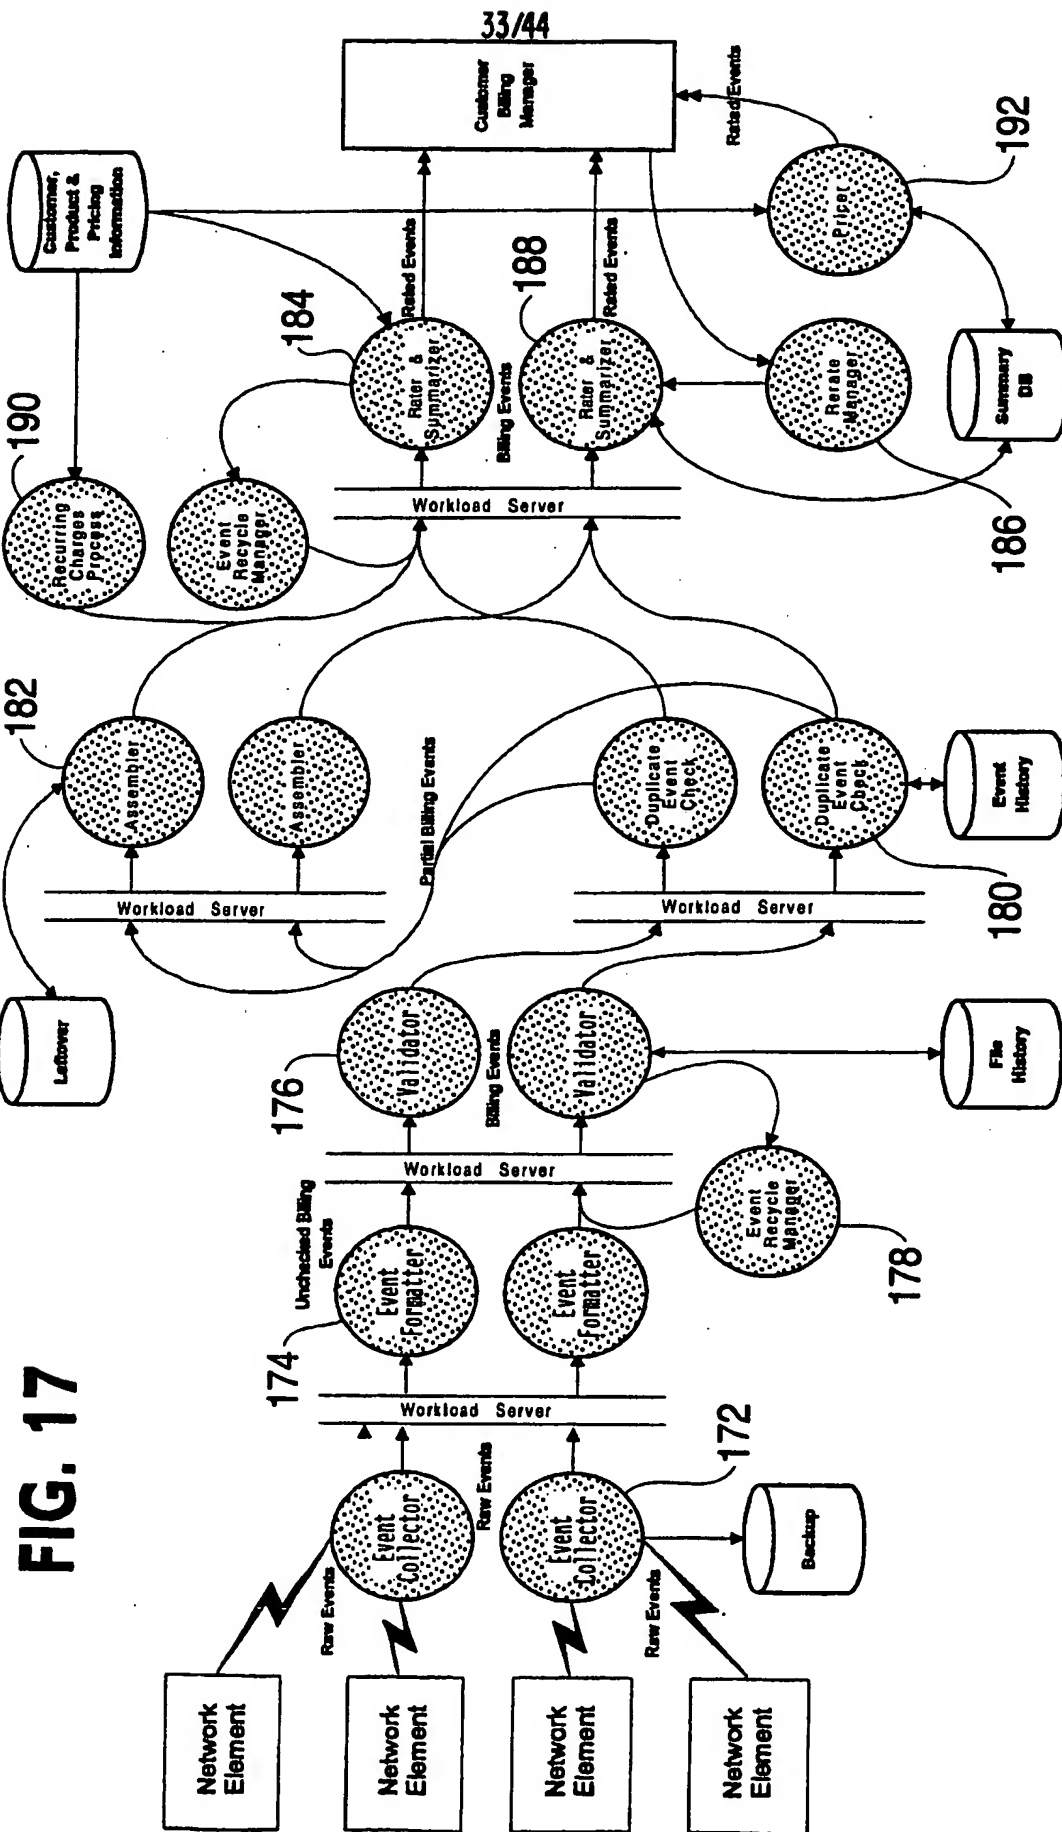 33/44
FIG. 17
Network
Element
Network
Element
Network
Element
Network
Element
Raw Events
Raw Events
Event
Collector
Event
Collector
Raw Events
172
Backup
Workload Server
174
Event
Formatter
Event
Formatter
Unchecked Billing
Events
Workload Server
176
Validator
Validator
Billing Events
Event
Recycle
Manager
178
File
History
Leftover
Workload Server
Workload Server
182
Assembler
Assembler
Partial Billing Events
Duplicate
Event
Check
Duplicate
Event
Check
180
Event
History
190
Recurring
Charges
Process
Event
Recycle
Manager
Workload Server
184
Rater &
Summarizer
Billing Events
Rater &
Summarizer
188
Rated Events
Rated Events
Rerate
Manager
186
Summary
DB
Customer,
Product &
Pricing
Information
Customer
Billing
Manager
Rated Events
Pricer
192